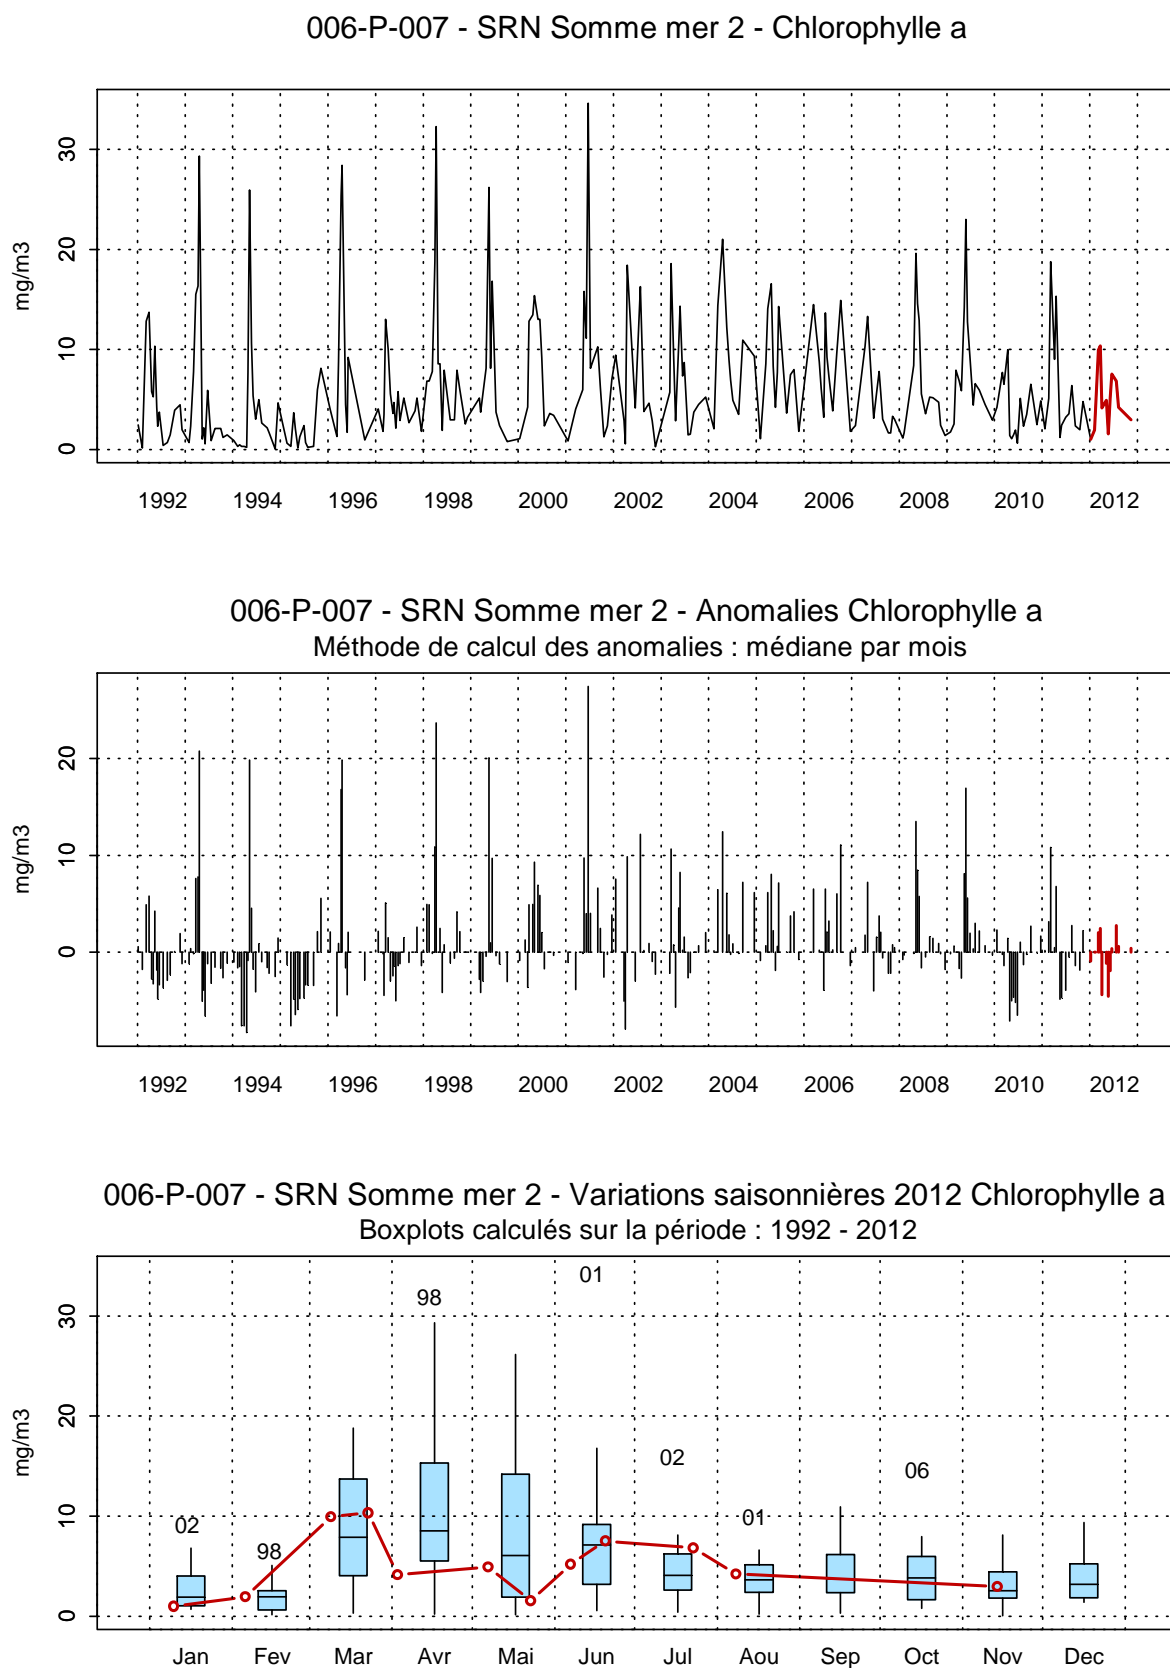 006-P-007 - SRN Somme mer 2 - Chlorophylle a
30
20
10
0
mg/m3
1992 1994 1996 1998 2000 2002 2004 2006 2008 2010 2012
006-P-007 - SRN Somme mer 2 - Anomalies Chlorophylle a
Méthode de calcul des anomalies : médiane par mois
20
10
0
mg/m3
1992 1994 1996 1998 2000 2002 2004 2006 2008 2010 2012
006-P-007 - SRN Somme mer 2 - Variations saisonnières 2012 Chlorophylle a
Boxplots calculés sur la période : 1992 - 2012
30
20
10
0
mg/m3
02 98 98 01 02 01 06
Jan Fev Mar Avr Mai Jun Jul Aou Sep Oct Nov Dec